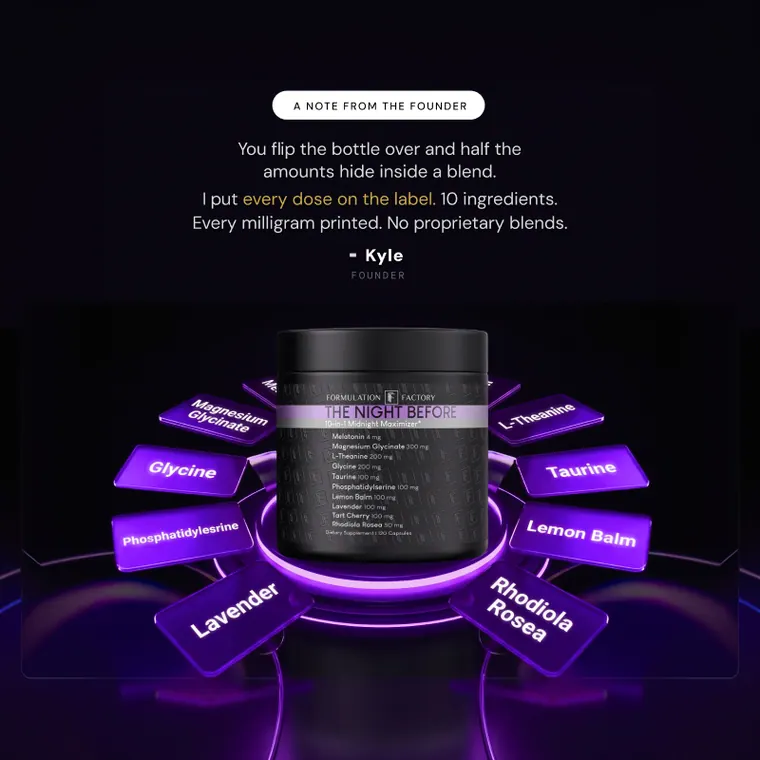 A NOTE FROM THE FOUNDER
You flip the bottle over and half the
amounts hide inside a blend.
I put every dose on the label. 10 ingredients.
Every milligram printed. No proprietary blends.
- Kyle
FOUNDER
FORMULATION F FACTORY
THE NIGHT BEFORE
10-in-1 Midnight Maximizer*
Melatonin 4 mg
Magnesium Glycinate 300 mg
L-Theanine 200 mg
Glycine 200 mg
Taurine 100 mg
Phosphatidylserine 100 mg
Lemon Balm 100 mg
Lavender 100 mg
Tart Cherry 100 mg
Rhodiola Rosea 50 mg
Dietary Supplement | 120 Capsules
Magnesium
Glycinate
L-Theanine
Glycine
Taurine
Phosphatidylesrine
Lemon Balm
Lavender
Rhodiola
Rosea